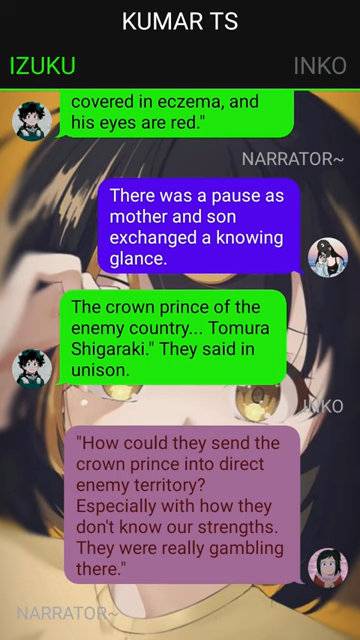 KUMAR TS
IZUKU
INKO
covered in eczema, and
his eyes are red."
NARRATOR~
There was a pause as
mother and son
exchanged a knowing
glance.
The crown prince of the
enemy country... Tomura
Shigaraki." They said in
unison.
INKO
"How could they send the
crown prince into direct
enemy territory?
Especially with how they
don't know our strengths.
They were really gambling
there."
NARRATOR~